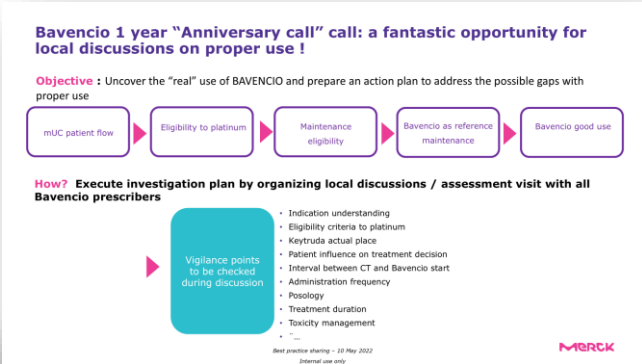 Bavencio 1 year “Anniversary call” call: a fantastic opportunity for
local discussions on proper use !
Objective : Uncover the “real” use of BAVENCIO and prepare an action plan to address the possible gaps with
proper use
mUC patient flow
Eligibility to platinum
Maintenance
eligibility
Bavencio as reference
maintenance
Bavencio good use
How? Execute investigation plan by organizing local discussions / assessment visit with all
Bavencio prescribers
Vigilance points
to be checked
during discussion
• Indication understanding
• Eligibility criteria to platinum
• Keytruda actual place
• Patient influence on treatment decision
• Interval between CT and Bavencio start
• Administration frequency
• Posology
• Treatment duration
• Toxicity management
• ¨…
Best practice sharing – 10 May 2022
Internal use only
MERCK